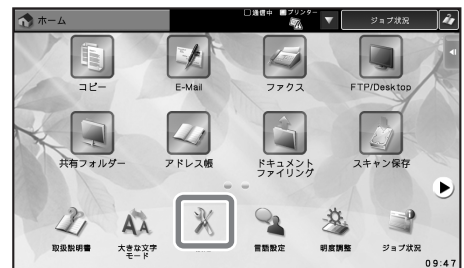 ホーム
□通信中 ■プリンター
ジョブ状況
コピー
E-Mail
ファクス
FTP/Desktop
共有フォルダー
アドレス帳
ドキュメント
ファイリング
スキャン保存
取扱説明書
大きな文字
モード
言語設定
明度調整
ジョブ状況
09:47